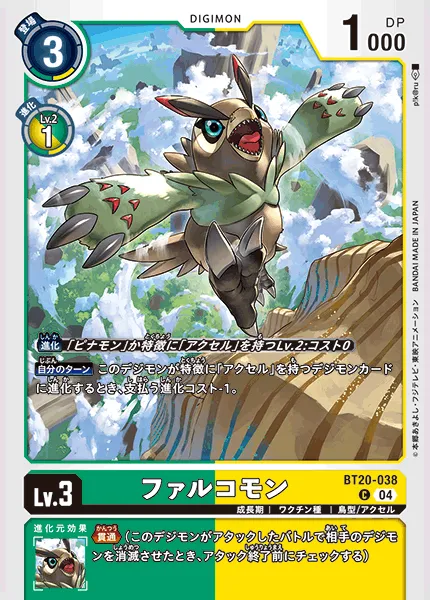 DIGIMON
登場
3
1000
DP
進化
Lv.2
1
p!k@ru
進化 「ピナモン」か特徴に「アクセル」を持つLv.2:コスト0
自分のターン このデジモンが特徴に「アクセル」を持つデジモンカード
に進化するとき、支払う進化コスト-1。
©本郷あきよし・フジテレビ・東映アニメーション BANDAI MADE IN JAPAN
Lv.3
ファルコモン
BT20-038
C 04
成長期 | ワクチン種 | 鳥型/アクセル
進化元効果
≪貫通≫(このデジモンがアタックしたバトルで相手のデジモ
ンを消滅させたとき、アタック終了前にチェックする)